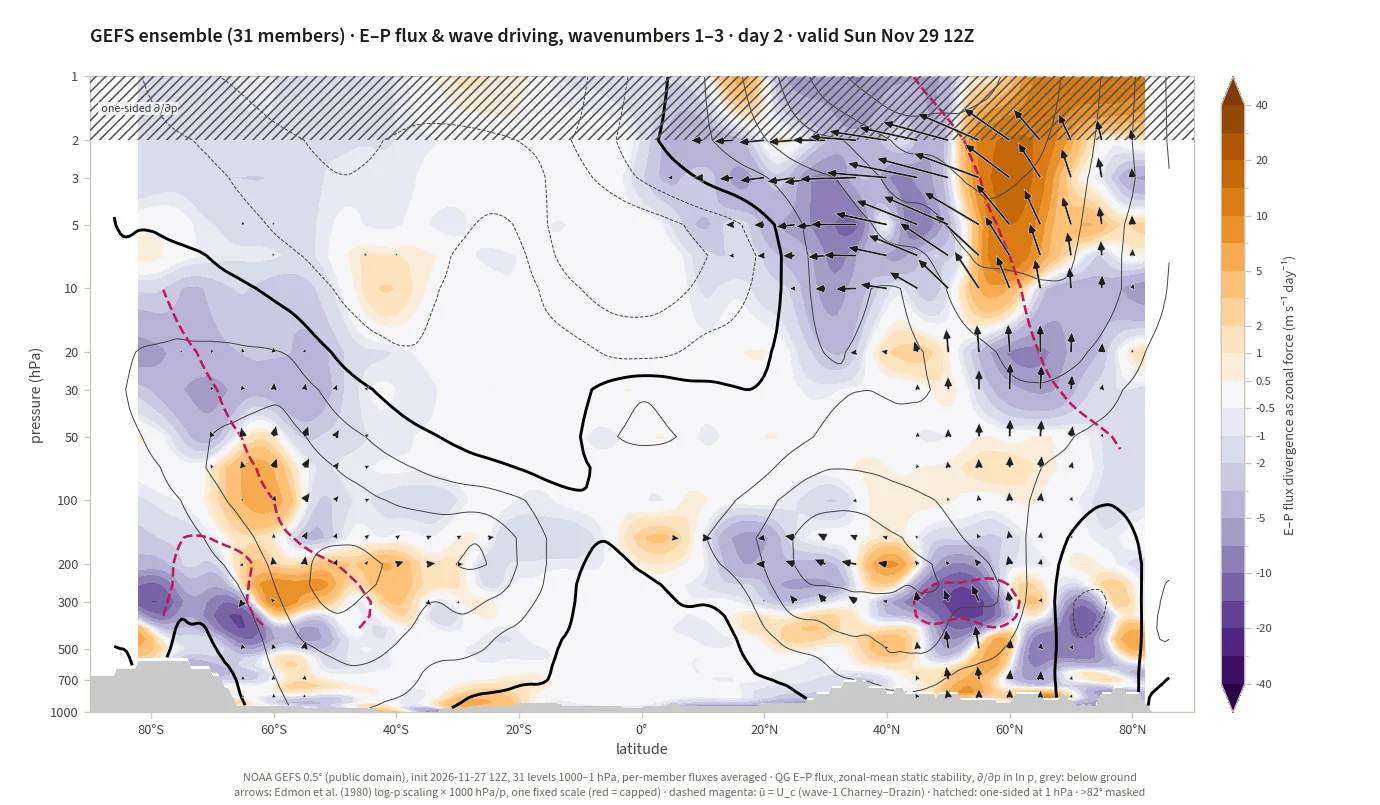 GEFS ensemble (31 members) · E–P flux & wave driving, wavenumbers 1–3 · day 2 · valid Sun Nov 29 12Z
one-sided ∂/∂p
1
2
3
5
10
20
30
50
100
200
300
500
700
1000
pressure (hPa)
80°S
60°S
40°S
20°S
0°
20°N
40°N
60°N
80°N
latitude
40
20
10
5
2
1
0.5
-0.5
-1
-2
-5
-10
-20
-40
E–P flux divergence as zonal force (m s⁻¹ day⁻¹)
NOAA GEFS 0.5° (public domain), init 2026-11-27 12Z, 31 levels 1000–1 hPa, per-member fluxes averaged · QG E–P flux, zonal-mean static stability, ∂/∂p in ln p, grey: below ground
arrows: Edmon et al. (1980) log-p scaling × 1000 hPa/p, one fixed scale (red = capped) · dashed magenta: ū = U_c (wave-1 Charney–Drazin) · hatched: one-sided at 1 hPa · >82° masked